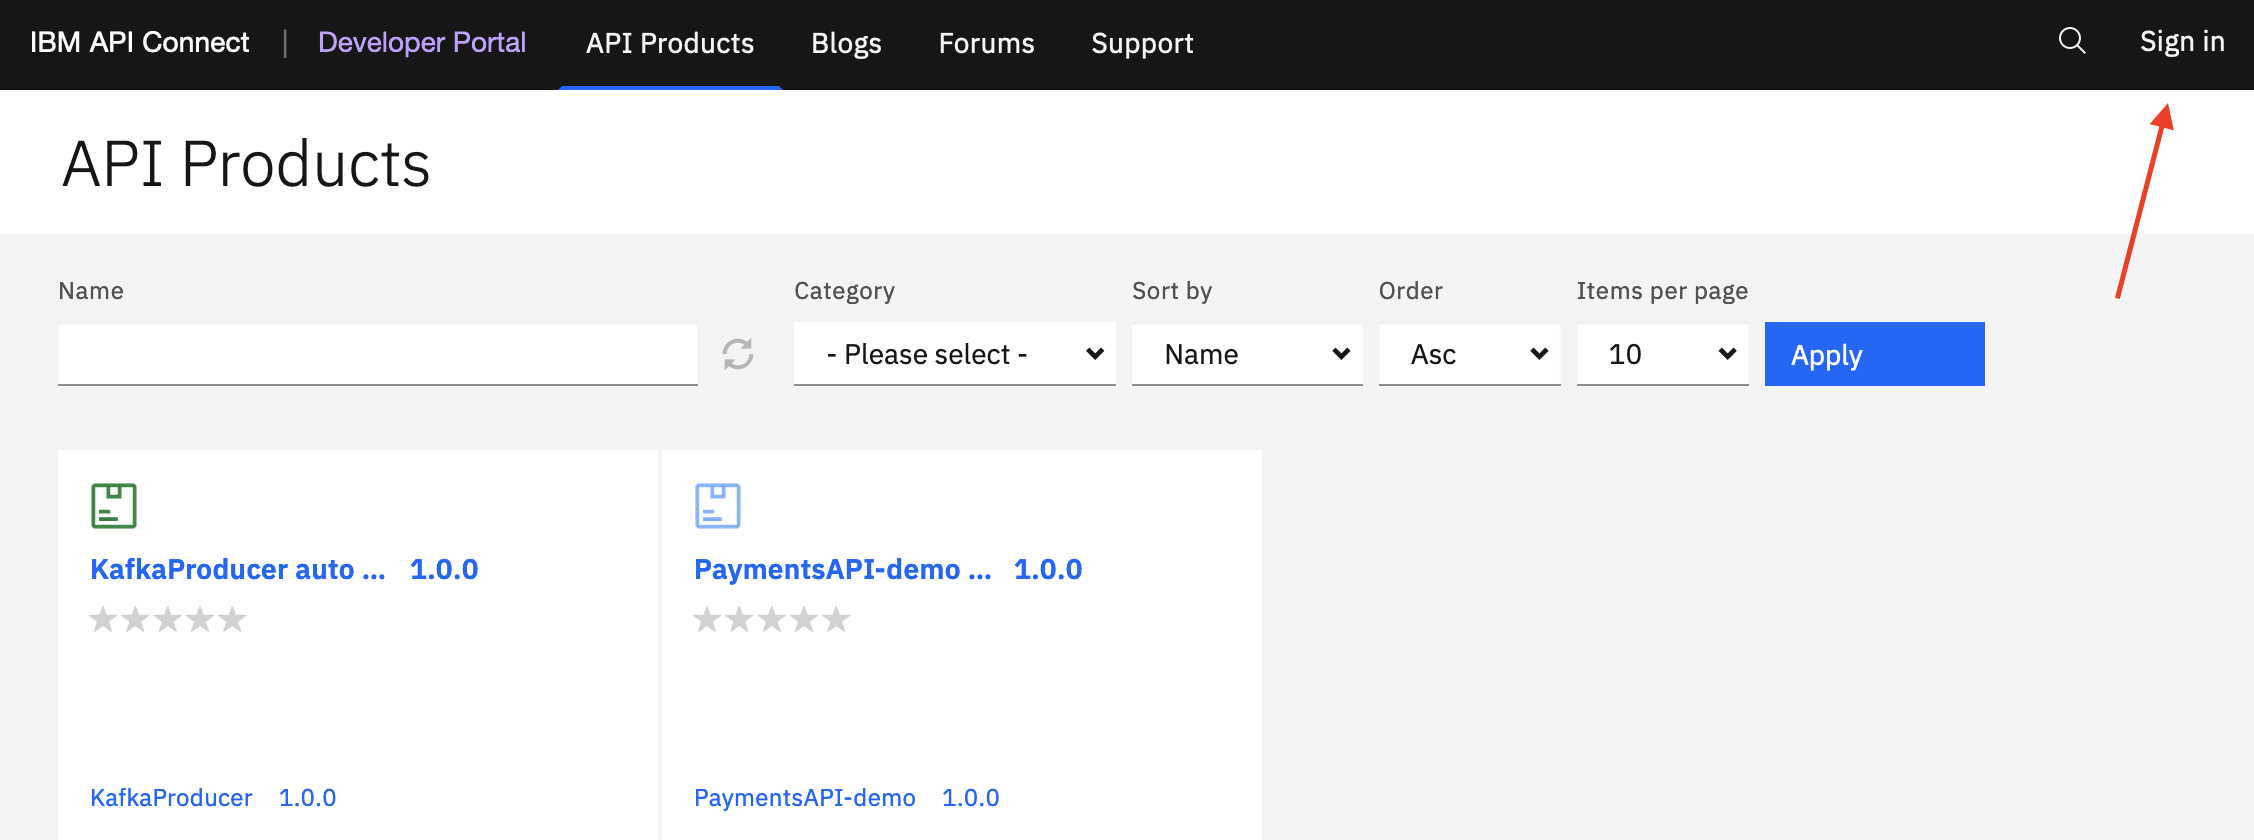 IBM API Connect | Developer Portal API Products Blogs Forums Support Sign in
API Products
Name Category Sort by Order Items per page
- Please select - Name Asc 10 Apply
KafkaProducer auto ... 1.0.0 PaymentsAPI-demo ... 1.0.0
KafkaProducer 1.0.0 PaymentsAPI-demo 1.0.0